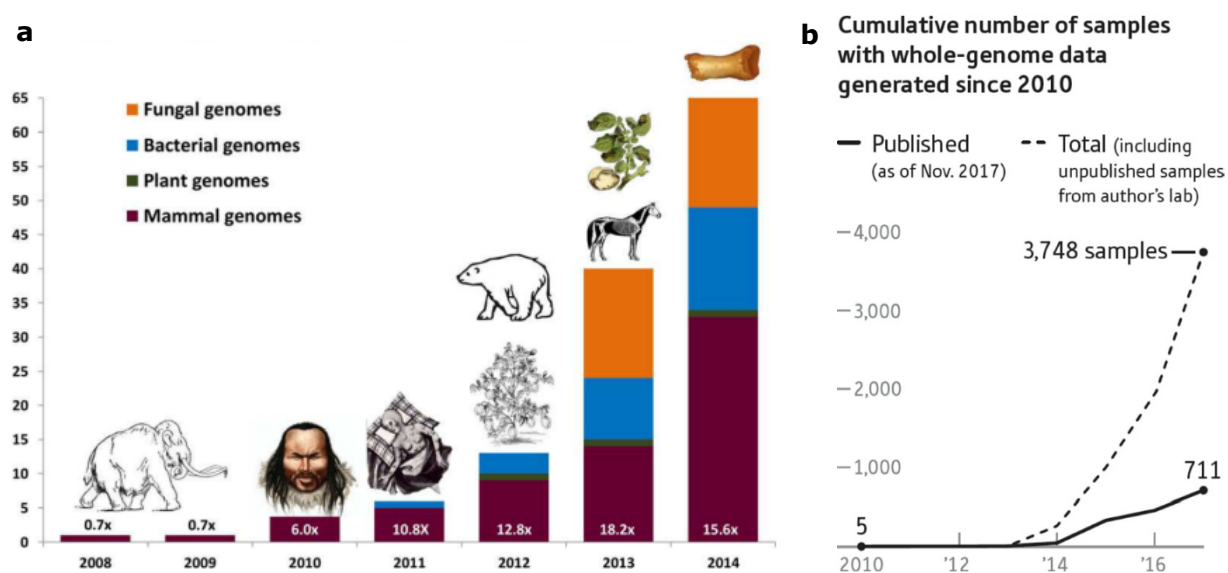 a
65
60
55
50
45
40
35
30
25
20
15
10
5
0
Fungal genomes
Bacterial genomes
Plant genomes
Mammal genomes
0.7x
0.7x
6.0x
10.8X
12.8x
18.2x
15.6x
2008
2009
2010
2011
2012
2013
2014
b
Cumulative number of samples
with whole-genome data
generated since 2010
Published
(as of Nov. 2017)
Total (including
unpublished samples
from author's lab)
4,000
3,748 samples
3,000
2,000
1,000
711
5
2010
'12
'14
'16